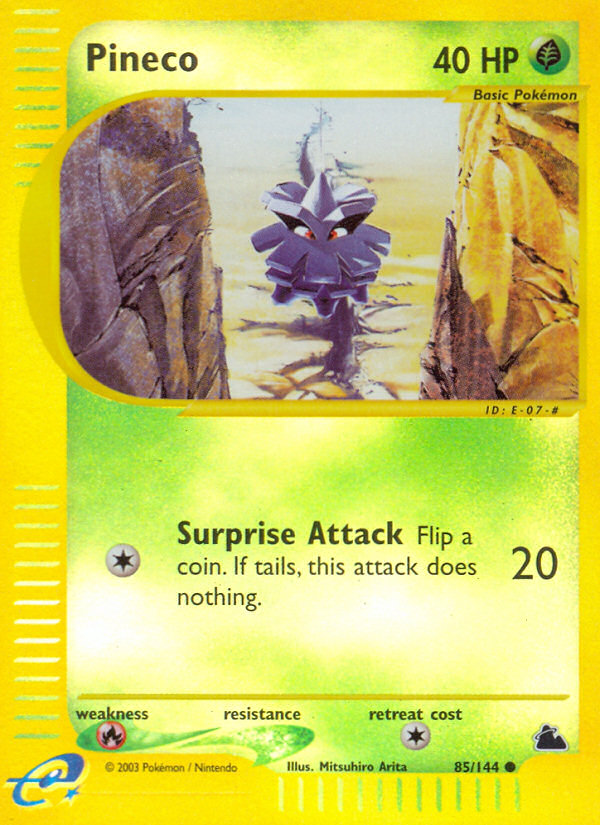 Pineco 40 HP
Basic Pokémon
ID: E-07-#
Surprise Attack Flip a
coin. If tails, this attack does
nothing.
20
weakness resistance retreat cost
© 2003 Pokémon / Nintendo Illus. Mitsuhiro Arita 85/144
e